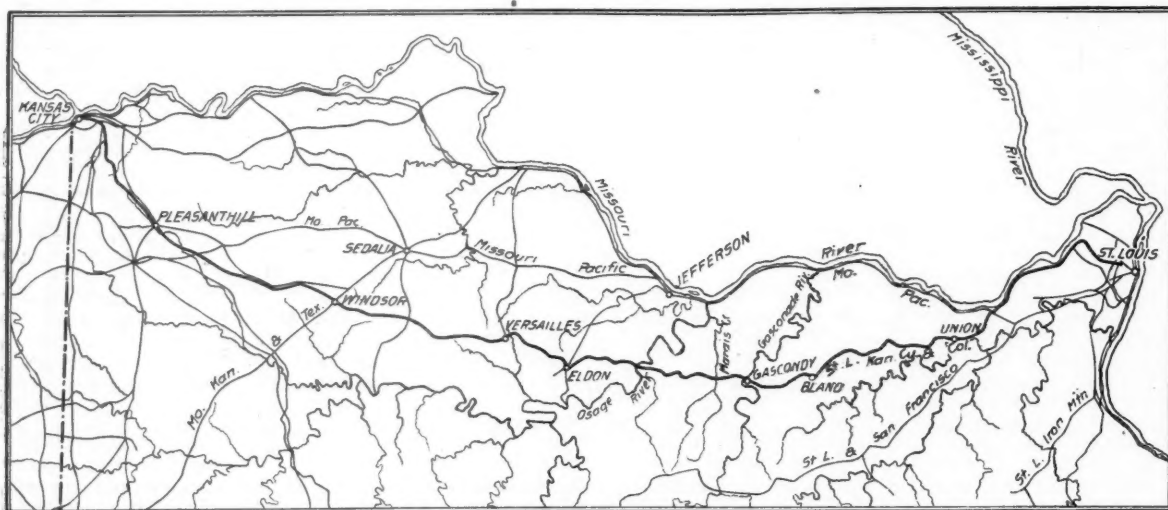 Mississippi
River
KANSAS
CITY
Missouri
River
PLEASANTHILL
Mo. Pac.
SEDALIA
Missouri Pacific
JEFFERSON
Mo. Pac.
ST. LOUIS
WINDSOR
Mo. Kan. & Tex.
VERSAILLES
ELDON
Osage River
Gasconade Riv.
GASCONDY
BLAND
St. L. Kan. Cy. & Col.
UNION
St L. & San Francisco
St. L. Iron Mtn.